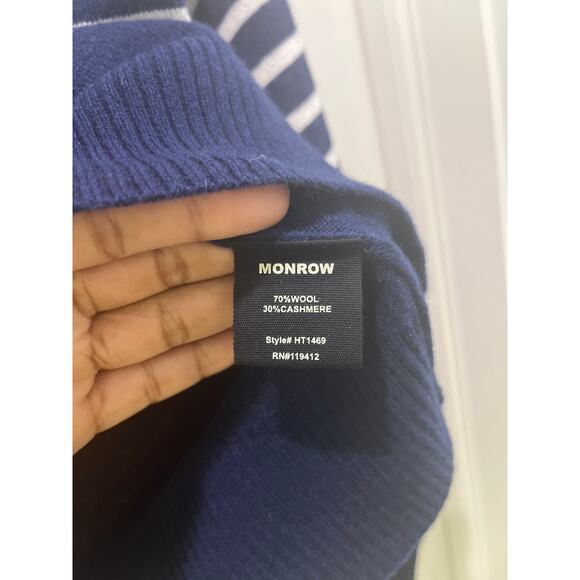 MONROW
70%WOOL
30%CASHMERE
Style# HT1469
RN#119412